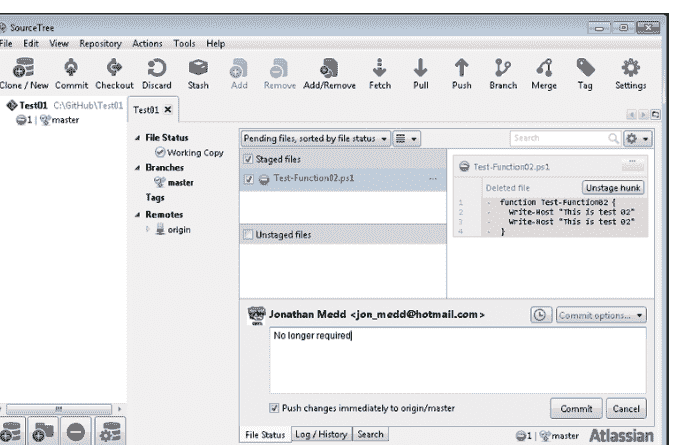 SourceTree
File Edit View Repository Actions Tools Help
Clone / New Commit Checkout Discard Stash Add Remove Add/Remove Fetch Pull Push Branch Merge Tag Settings
Test01 C:\GitHub\Test01
1 master
Test01
File Status
Working Copy
Branches
master
Tags
Remotes
origin
Pending files, sorted by file status
Search
Staged files
Test-Function02.ps1 ...
Unstaged files
Test-Function02.ps1 ...
Deleted file Unstage hunk
1 - function Test-Function02 {
2 - Write-Host "This is test 02"
3 - Write-Host "This is test 02"
4 - }
Jonathan Medd <jon_medd@hotmail.com>
Commit options...
No longer required
Push changes immediately to origin/master
Commit Cancel
File Status Log / History Search
1 master Atlassian